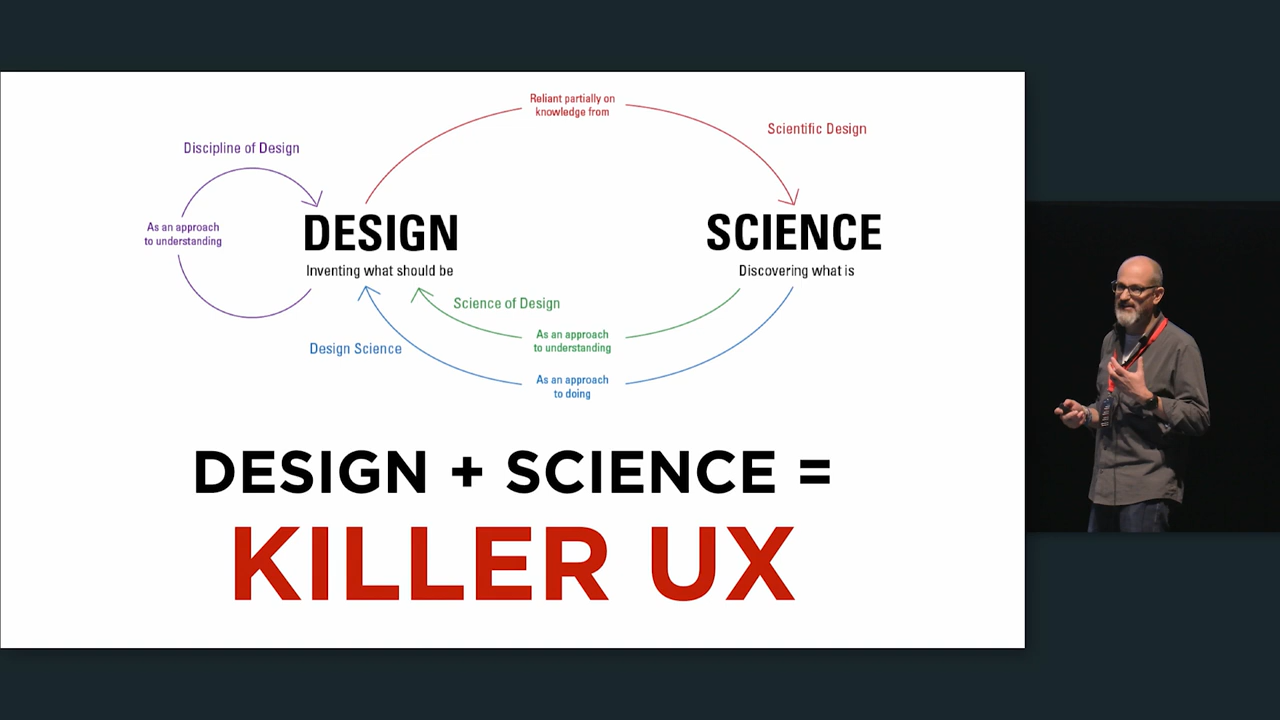 Reliant partially on
knowledge from
Scientific Design
Discipline of Design
As an approach
to understanding
DESIGN
Inventing what should be
SCIENCE
Discovering what is
Science of Design
As an approach
to understanding
Design Science
As an approach
to doing
DESIGN + SCIENCE =
KILLER UX